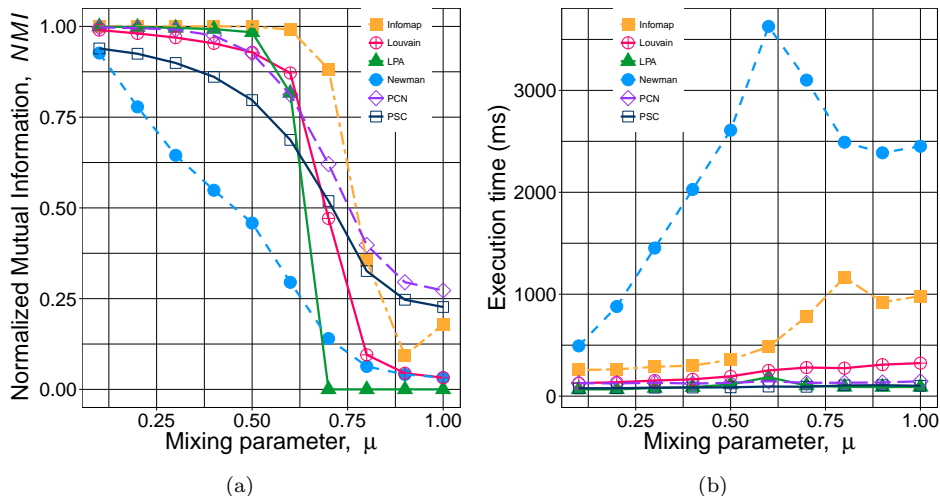 Normalized Mutual Information, NMI
1.00
0.75
0.50
0.25
0.00
Infomap
Louvain
LPA
Newman
PCN
PSC
0.25
0.50
0.75
1.00
Mixing parameter, μ
(a)
Execution time (ms)
3000
2000
1000
0
Infomap
Louvain
LPA
Newman
PCN
PSC
0.25
0.50
0.75
1.00
Mixing parameter, μ
(b)